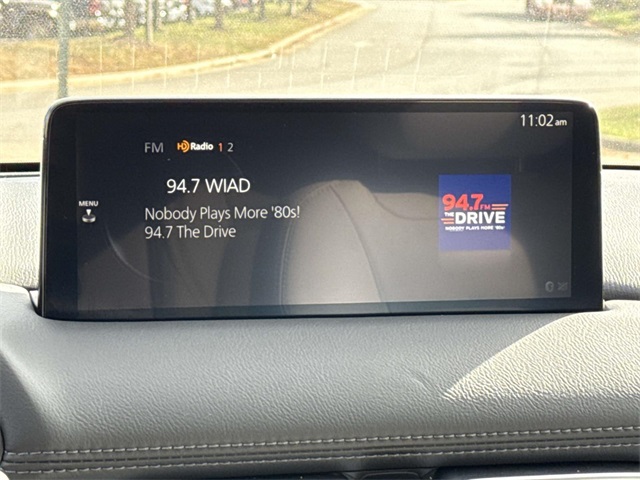 11:02 am
FM HD Radio 1 2
94.7 WIAD
MENU
Nobody Plays More '80s!
94.7 The Drive
94.7 FM
THE DRIVE
NOBODY PLAYS MORE '80s!